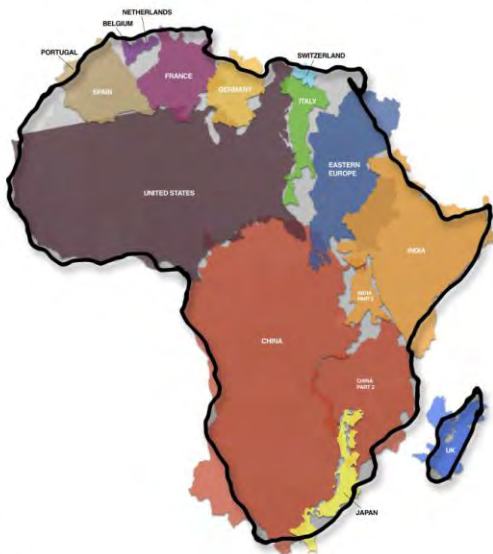 NETHERLANDS
BELGIUM
PORTUGAL
SWITZERLAND
FRANCE
SPAIN
GERMANY
ITALY
EASTERN
EUROPE
UNITED STATES
INDIA
INDIA
PART 2
CHINA
CHINA
PART 2
UK
JAPAN